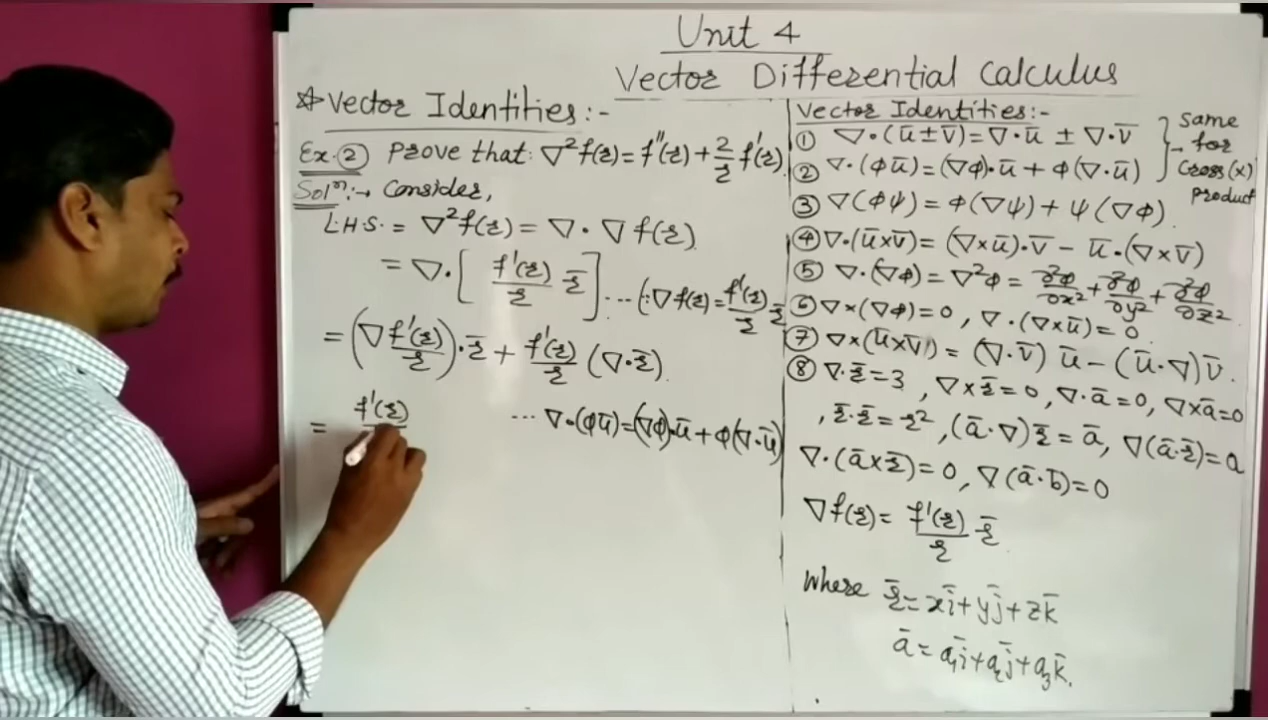 Unit 4
Vector Differential Calculus
☆ Vector Identities :-
Ex. ② Prove that: ∇²f(r) = f''(r) + 2/r f'(r)
Solⁿ :→ Consider,
L.H.S. = ∇²f(r) = ∇·∇f(r)
= ∇·[f'(r)/r r̄] ... (∵ ∇f(r) = f'(r)/r r̄
= (∇ f'(r)/r)·r̄ + f'(r)/r (∇·r̄)
= f'(r) ... ∇·(ϕū) = (∇ϕ)·ū + ϕ(∇·ū)
Vector Identities :-
① ∇·(ū ± v̄) = ∇·ū ± ∇·v̄
② ∇·(ϕū) = (∇ϕ)·ū + ϕ(∇·ū)
} → same
for
Cross (x)
product
③ ∇(ϕψ) = ϕ(∇ψ) + ψ(∇ϕ)
④ ∇·(ū×v̄) = (∇×ū)·v̄ − ū·(∇×v̄)
⑤ ∇·(∇ϕ) = ∇²ϕ = ∂²ϕ/∂x² + ∂²ϕ/∂y² + ∂²ϕ/∂z²
⑥ ∇×(∇ϕ) = 0, ∇·(∇×ū) = 0
⑦ ∇×(ū×v̄) = (∇·v̄) ū − (ū·∇) v̄.
⑧ ∇·r̄ = 3, ∇×r̄ = 0, ∇·ā = 0, ∇×ā = 0
, r̄·r̄ = r², (ā·∇)r̄ = ā, ∇(ā·r̄) = a
∇·(ā×r̄) = 0, ∇(ā·b̄) = 0
∇f(r) = f'(r)/r r̄
Where r̄ = xī + yj̄ + zk̄
ā = a₁ī + a₂j̄ + a₃k̄.